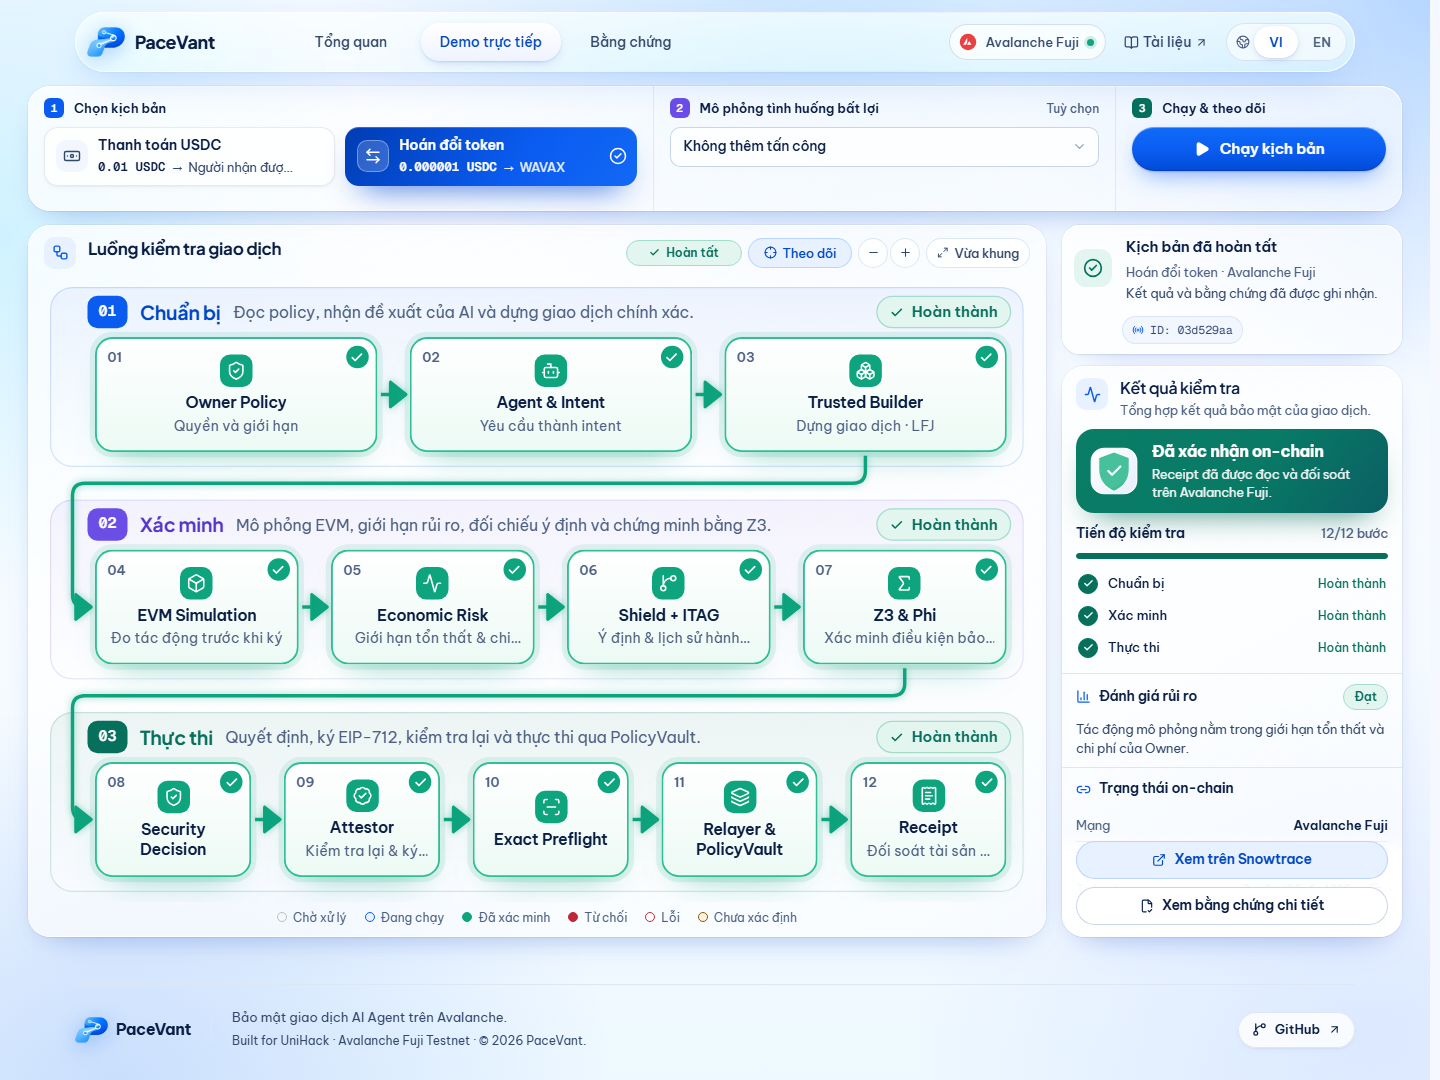 PaceVant
Tổng quan
Demo trực tiếp
Bằng chứng
Avalanche Fuji
Tài liệu
VI
EN
1 Chọn kịch bản
Thanh toán USDC
0.01 USDC → Người nhận đượ...
Hoán đổi token
0.000001 USDC → WAVAX
2 Mô phỏng tình huống bất lợi
Tuỳ chọn
Không thêm tấn công
3 Chạy & theo dõi
Chạy kịch bản
Luồng kiểm tra giao dịch
Hoàn tất
Theo dõi
Vừa khung
01 Chuẩn bị Đọc policy, nhận đề xuất của AI và dựng giao dịch chính xác.
Hoàn thành
01
Owner Policy
Quyền và giới hạn
02
Agent & Intent
Yêu cầu thành intent
03
Trusted Builder
Dựng giao dịch · LFJ
02 Xác minh Mô phỏng EVM, giới hạn rủi ro, đối chiếu ý định và chứng minh bằng Z3.
Hoàn thành
04
EVM Simulation
Đo tác động trước khi ký
05
Economic Risk
Giới hạn tổn thất & chi...
06
Shield + ITAG
Ý định & lịch sử hành...
07
Z3 & Phi
Xác minh điều kiện bảo...
03 Thực thi Quyết định, ký EIP-712, kiểm tra lại và thực thi qua PolicyVault.
Hoàn thành
08
Security
Decision
09
Attestor
Kiểm tra lại & ký...
10
Exact Preflight
11
Relayer &
PolicyVault
12
Receipt
Đối soát tài sản ...
Chờ xử lý
Đang chạy
Đã xác minh
Từ chối
Lỗi
Chưa xác định
Kịch bản đã hoàn tất
Hoán đổi token · Avalanche Fuji
Kết quả và bằng chứng đã được ghi nhận.
ID: 03d529aa
Kết quả kiểm tra
Tổng hợp kết quả bảo mật của giao dịch.
Đã xác nhận on-chain
Receipt đã được đọc và đối soát
trên Avalanche Fuji.
Tiến độ kiểm tra
12/12 bước
Chuẩn bị
Hoàn thành
Xác minh
Hoàn thành
Thực thi
Hoàn thành
Đánh giá rủi ro
Đạt
Tác động mô phỏng nằm trong giới hạn tổn thất và
chi phí của Owner.
Trạng thái on-chain
Mạng
Avalanche Fuji
Xem trên Snowtrace
Xem bằng chứng chi tiết
PaceVant
Bảo mật giao dịch AI Agent trên Avalanche.
Built for UniHack · Avalanche Fuji Testnet · © 2026 PaceVant.
GitHub